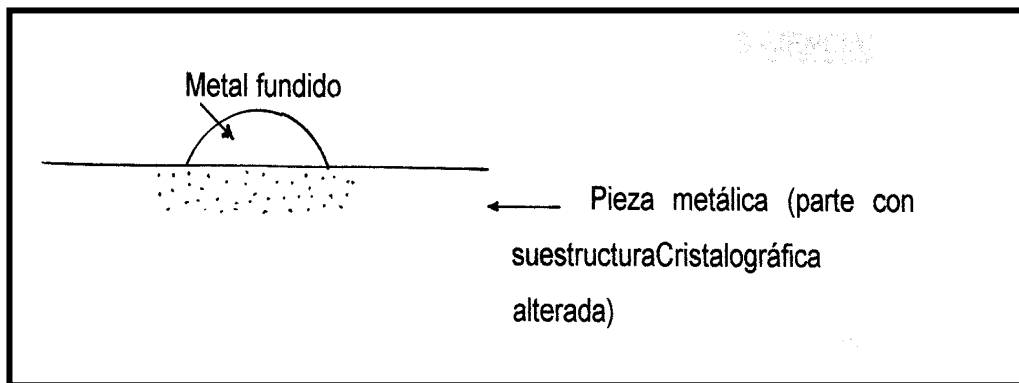 Metal fundido
Pieza metálica (parte con
suestructuraCristalográfica
alterada)